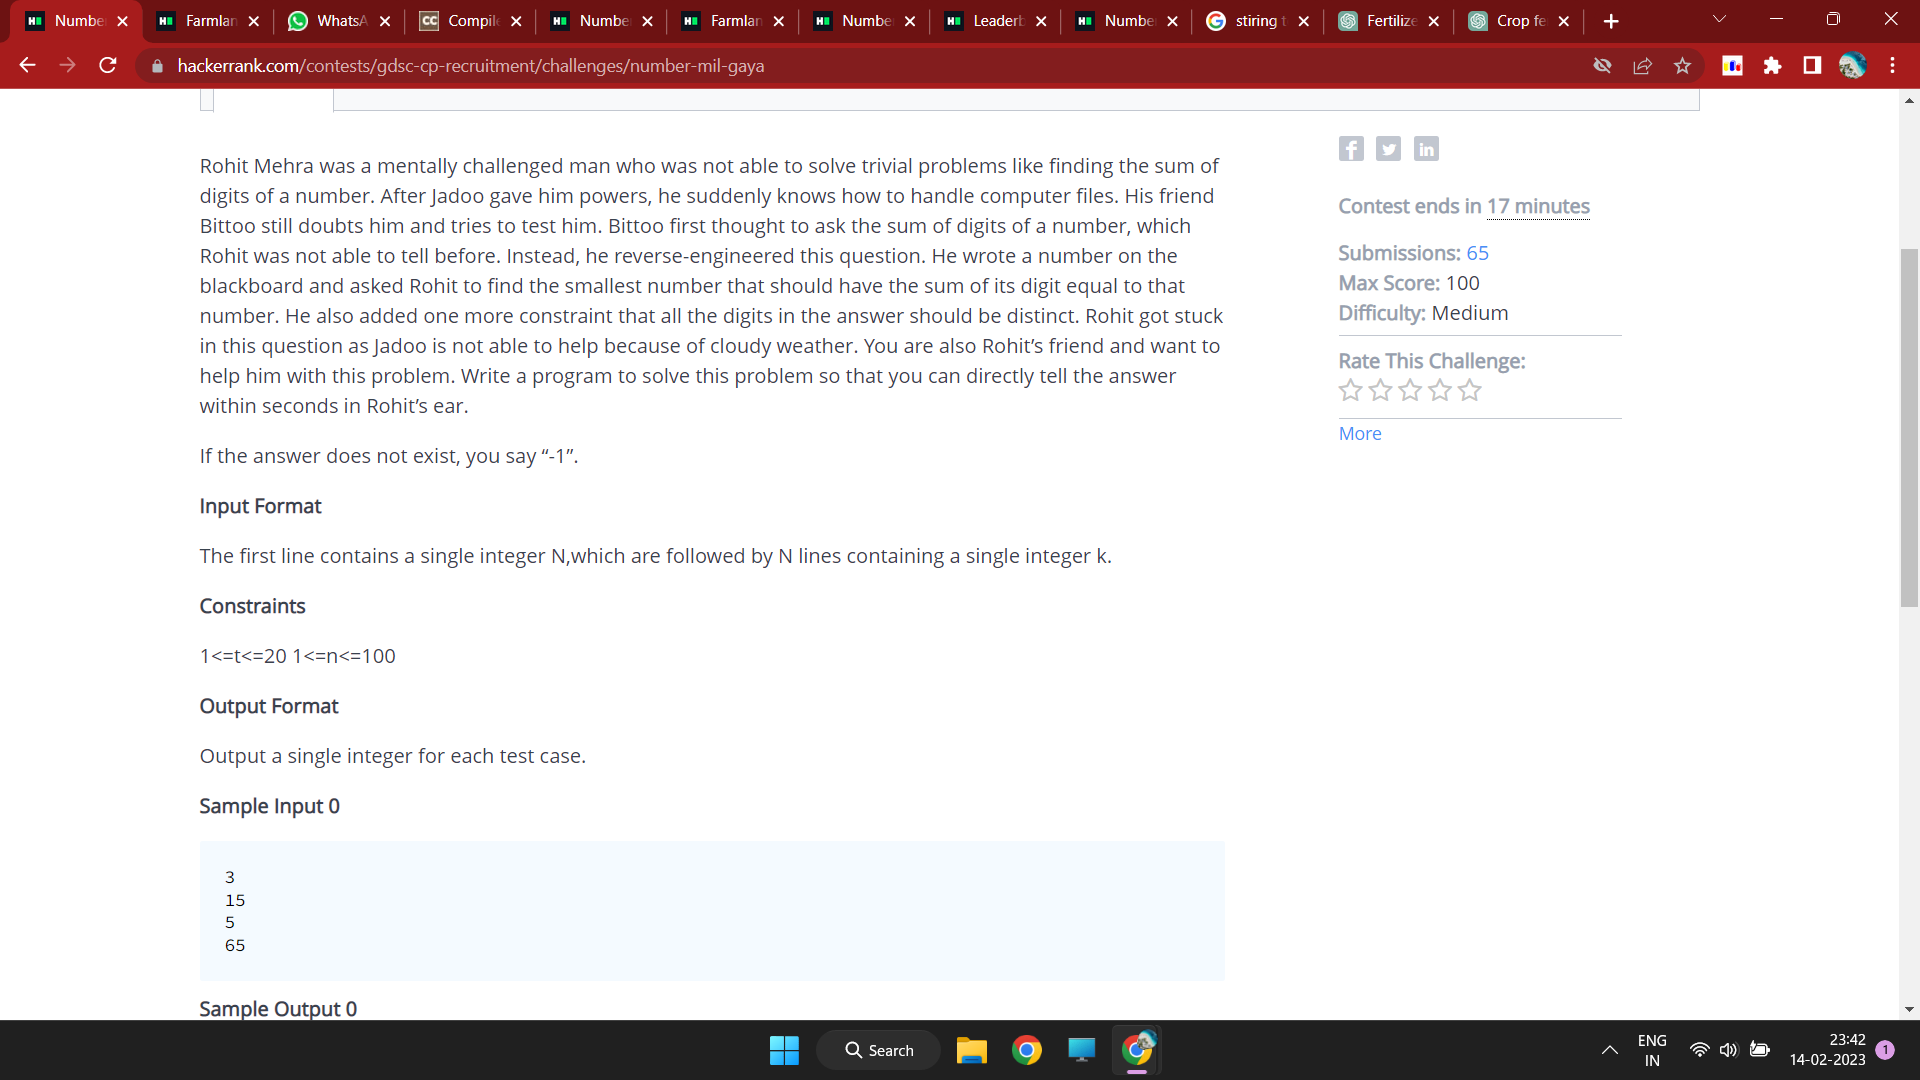 Number
Farmlan
WhatsA
CC Compile
Number
Farmlan
Number
Leaderb
Number
stiring t
Fertilize
Crop fe
hackerrank.com/contests/gdsc-cp-recruitment/challenges/number-mil-gaya
Rohit Mehra was a mentally challenged man who was not able to solve trivial problems like finding the sum of
digits of a number. After Jadoo gave him powers, he suddenly knows how to handle computer files. His friend
Bittoo still doubts him and tries to test him. Bittoo first thought to ask the sum of digits of a number, which
Rohit was not able to tell before. Instead, he reverse-engineered this question. He wrote a number on the
blackboard and asked Rohit to find the smallest number that should have the sum of its digit equal to that
number. He also added one more constraint that all the digits in the answer should be distinct. Rohit got stuck
in this question as Jadoo is not able to help because of cloudy weather. You are also Rohit’s friend and want to
help him with this problem. Write a program to solve this problem so that you can directly tell the answer
within seconds in Rohit’s ear.
If the answer does not exist, you say “-1”.
Input Format
The first line contains a single integer N,which are followed by N lines containing a single integer k.
Constraints
1<=t<=20 1<=n<=100
Output Format
Output a single integer for each test case.
Sample Input 0
3
15
5
65
Sample Output 0
Contest ends in 17 minutes
Submissions: 65
Max Score: 100
Difficulty: Medium
Rate This Challenge:
More
Search
ENG
IN
23:42
14-02-2023
1